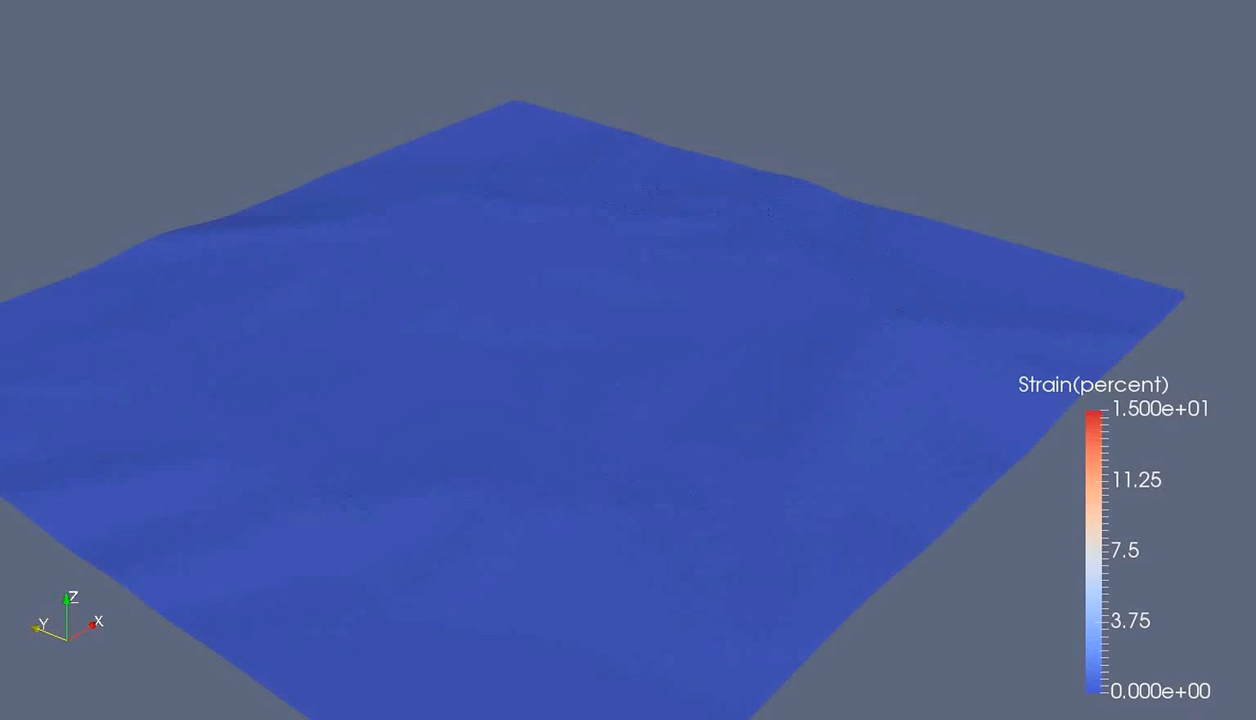 Strain(percent)
1.500e+01
11.25
7.5
3.75
0.000e+00
Z
Y
X